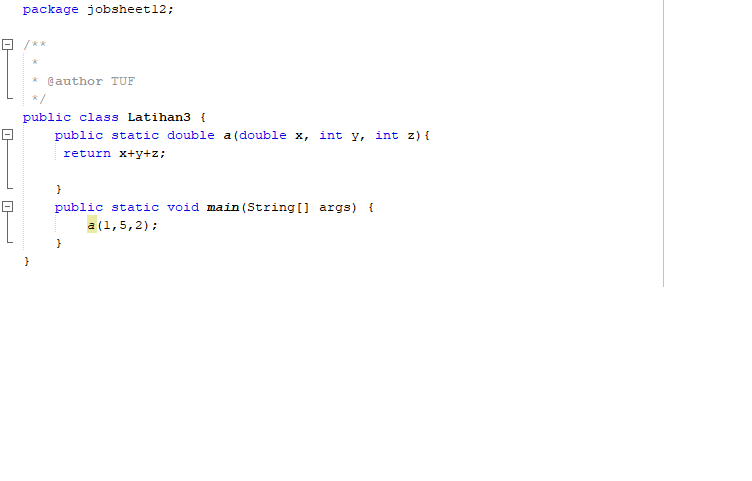 package jobsheet12;
/**
 *
 * @author TUF
 */
public class Latihan3 {
    public static double a(double x, int y, int z){
     return x+y+z;
    }
    public static void main(String[] args) {
        a(1,5,2);
    }
}